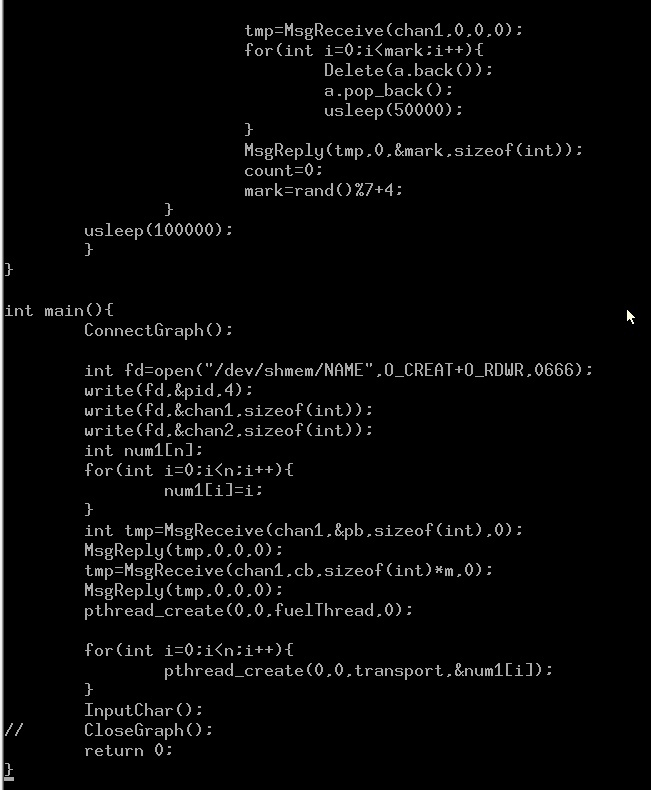 tmp=MsgReceive(chan1,0,0,0);
                        for(int i=0;i<mark;i++){
                                Delete(a.back());
                                a.pop_back();
                                usleep(50000);
                        }
                        MsgReply(tmp,0,&mark,sizeof(int));
                        count=0;
                        mark=rand()%7+4;
                }
        usleep(100000);
        }
}

int main(){
        ConnectGraph();

        int fd=open("/dev/shmem/NAME",O_CREAT+O_RDWR,0666);
        write(fd,&pid,4);
        write(fd,&chan1,sizeof(int));
        write(fd,&chan2,sizeof(int));
        int num1[n];
        for(int i=0;i<n;i++){
                num1[i]=i;
        }
        int tmp=MsgReceive(chan1,&pb,sizeof(int),0);
        MsgReply(tmp,0,0,0);
        tmp=MsgReceive(chan1,cb,sizeof(int)*m,0);
        MsgReply(tmp,0,0,0);
        pthread_create(0,0,fuelThread,0);

        for(int i=0;i<n;i++){
                pthread_create(0,0,transport,&num1[i]);
        }
        InputChar();
//      CloseGraph();
        return 0;
}